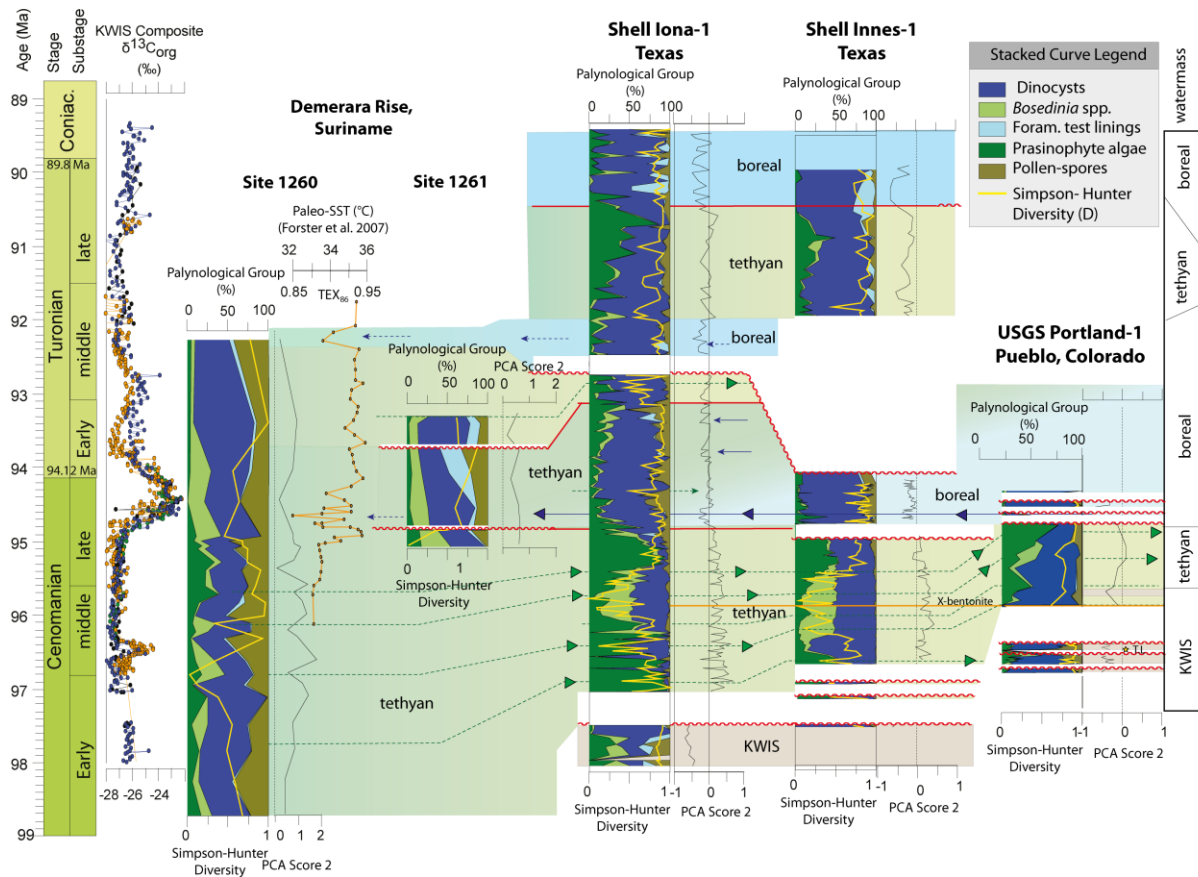 Age (Ma)
Stage
Substage
KWIS Composite
δ13Corg
(‰)
89
90
91
92
93
94
95
96
97
98
99
Coniac.
89.8 Ma
Turonian
late
middle
Early
94.12 Ma
Cenomanian
late
middle
Early
-28 -26 -24
Demerara Rise,
Suriname
Site 1260
Palynological Group
(%)
0 50 100
Paleo-SST (°C)
(Forster et al. 2007)
32 34 36
0.85 0.95
TEX86
tethyan
0 1
Simpson-Hunter
Diversity
0 1 2
PCA Score 2
Site 1261
Palynological Group
(%)
0 50 100
PCA Score 2
0 1 2
0 1
Simpson-Hunter
Diversity
tethyan
Shell Iona-1
Texas
Palynological Group
(%)
0 50 100
boreal
tethyan
boreal
tethyan
KWIS
0 1
Simpson-Hunter
Diversity
-1 0 1
PCA Score 2
Shell Innes-1
Texas
Palynological Group
(%)
0 50 100
boreal
X-bentonite
0 1
Simpson-Hunter
Diversity
-1 0 1
PCA Score 2
USGS Portland-1
Pueblo, Colorado
Palynological Group
(%)
0 50 100
T.I.
0 1
Simpson-Hunter
Diversity
-1 0 1
PCA Score 2
Stacked Curve Legend
Dinocysts
Bosedinia spp.
Foram. test linings
Prasinophyte algae
Pollen-spores
Simpson- Hunter
Diversity (D)
watermass
boreal
tethyan
boreal
tethyan
KWIS